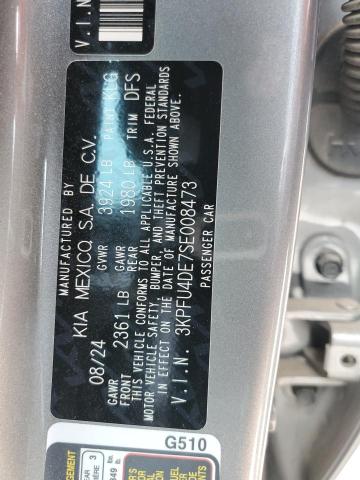 V.I.N
MANUFACTURED BY
KIA MEXICO, S.A. DE C.V.
08/24 GVWR 3924 LB PAINT KLG
GAWR FRONT 2361 LB GAWR REAR 1980 LB TRIM DFS
THIS VEHICLE CONFORMS TO ALL APPLICABLE U.S.A. FEDERAL
MOTOR VEHICLE SAFETY, BUMPER, AND THEFT PREVENTION STANDARDS
IN EFFECT ON THE DATE OF MANUFACTURE SHOWN ABOVE.
V.I.N. 3KPFU4DE7SE008473
PASSENGER CAR
G510